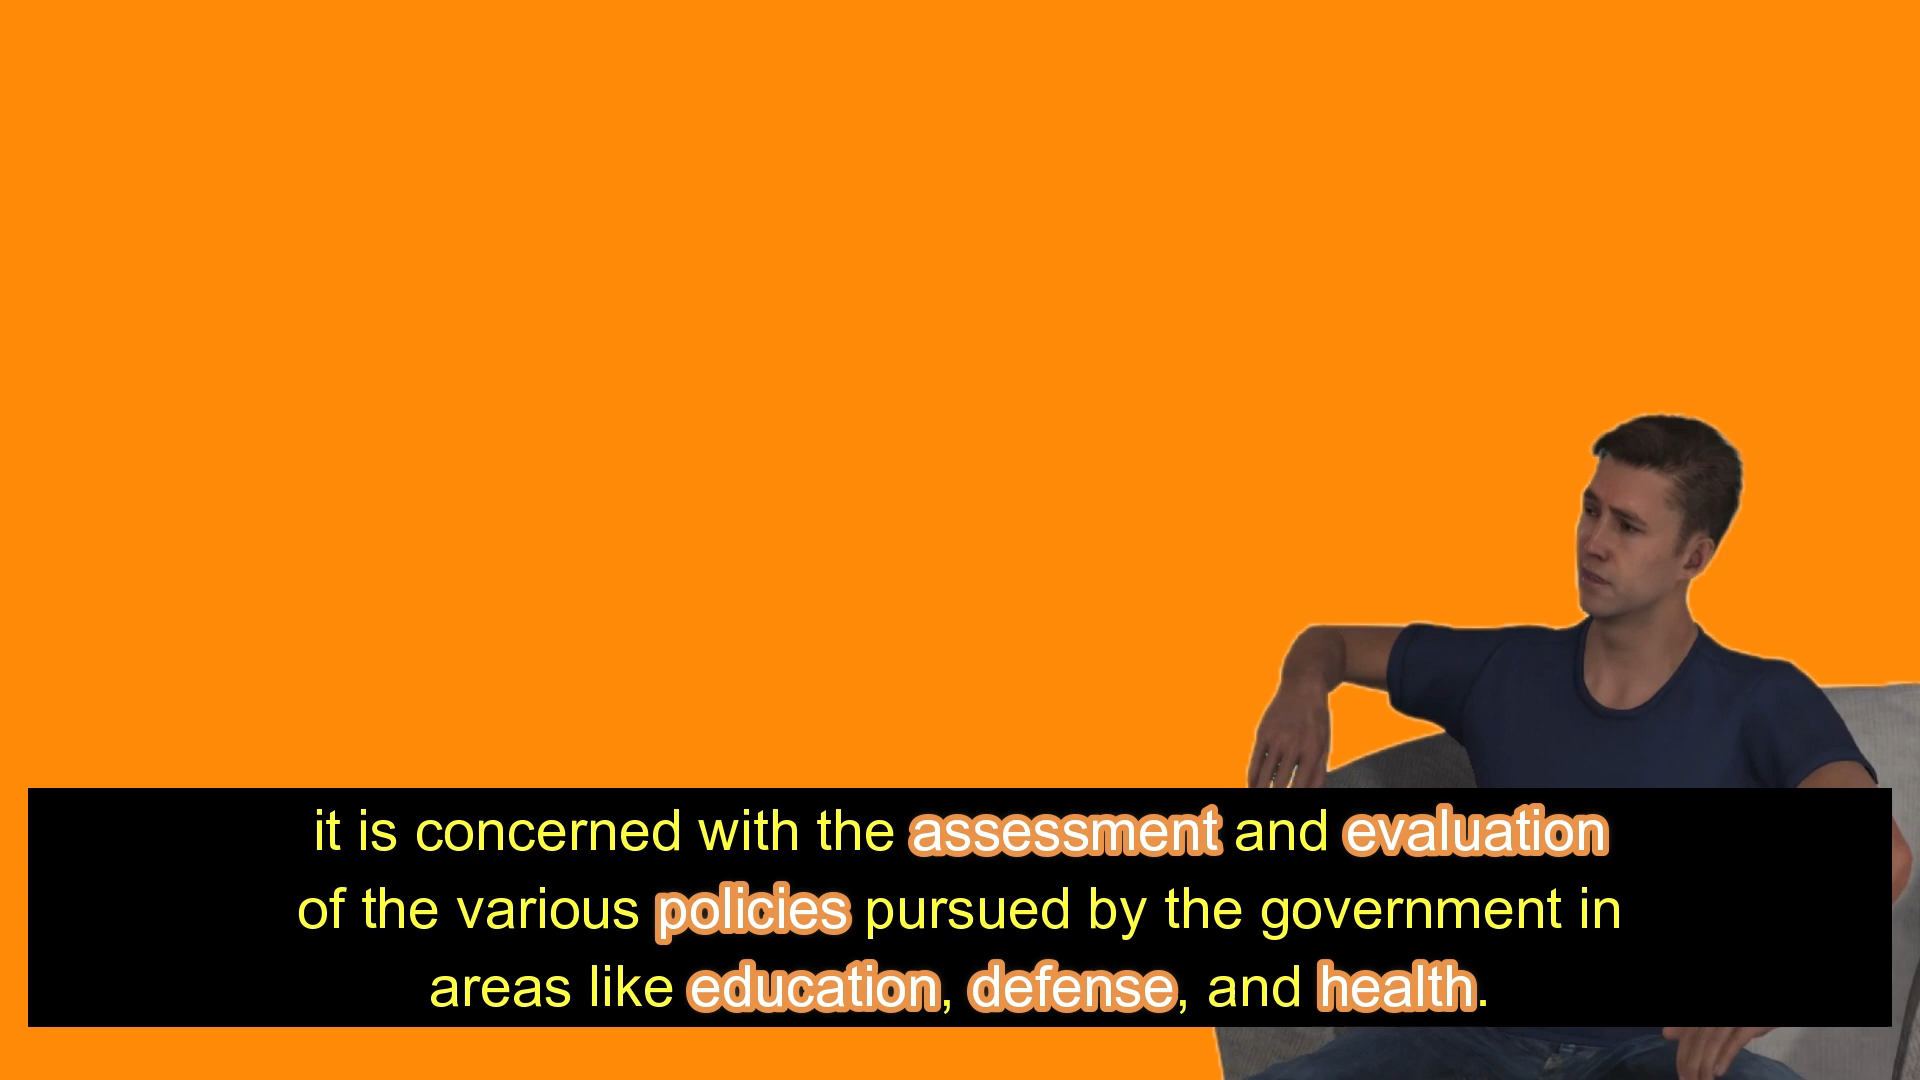 it is concerned with the assessment and evaluation
of the various policies pursued by the government in
areas like education, defense, and health.